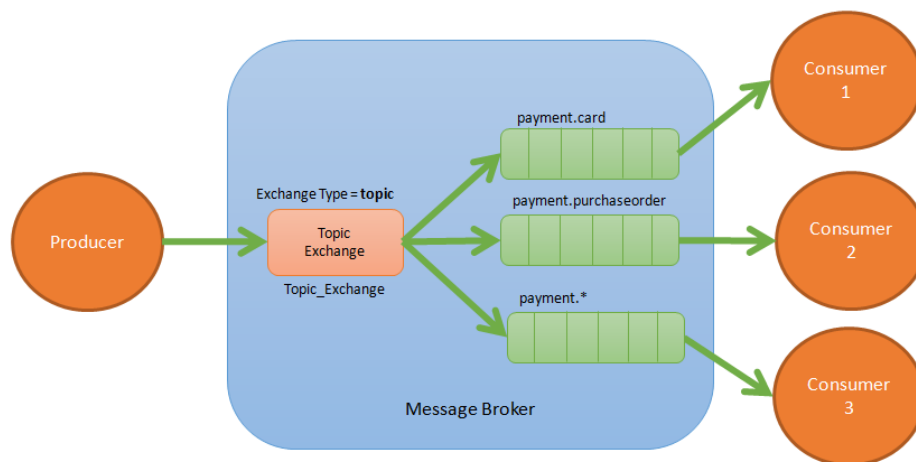 Consumer
1
payment.card
Exchange Type = topic
payment.purchaseorder
Producer
Topic
Exchange
Consumer
2
Topic_Exchange
payment.*
Consumer
3
Message Broker